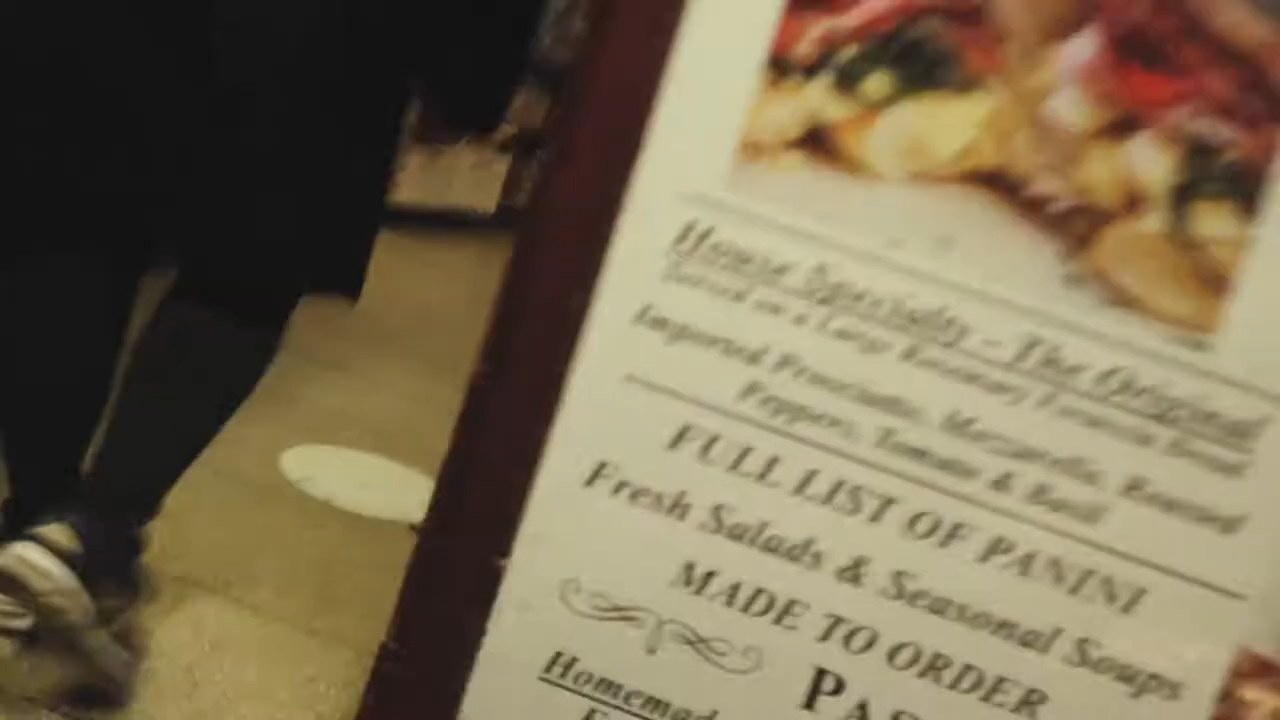 House Specialty - The Original
Served on a Large Rosemary Focaccia Bread
Imported Prosciutto, Mozzarella, Roasted
Peppers, Tomato & Basil
FULL LIST OF PANINI
Fresh Salads & Seasonal Soups
MADE TO ORDER